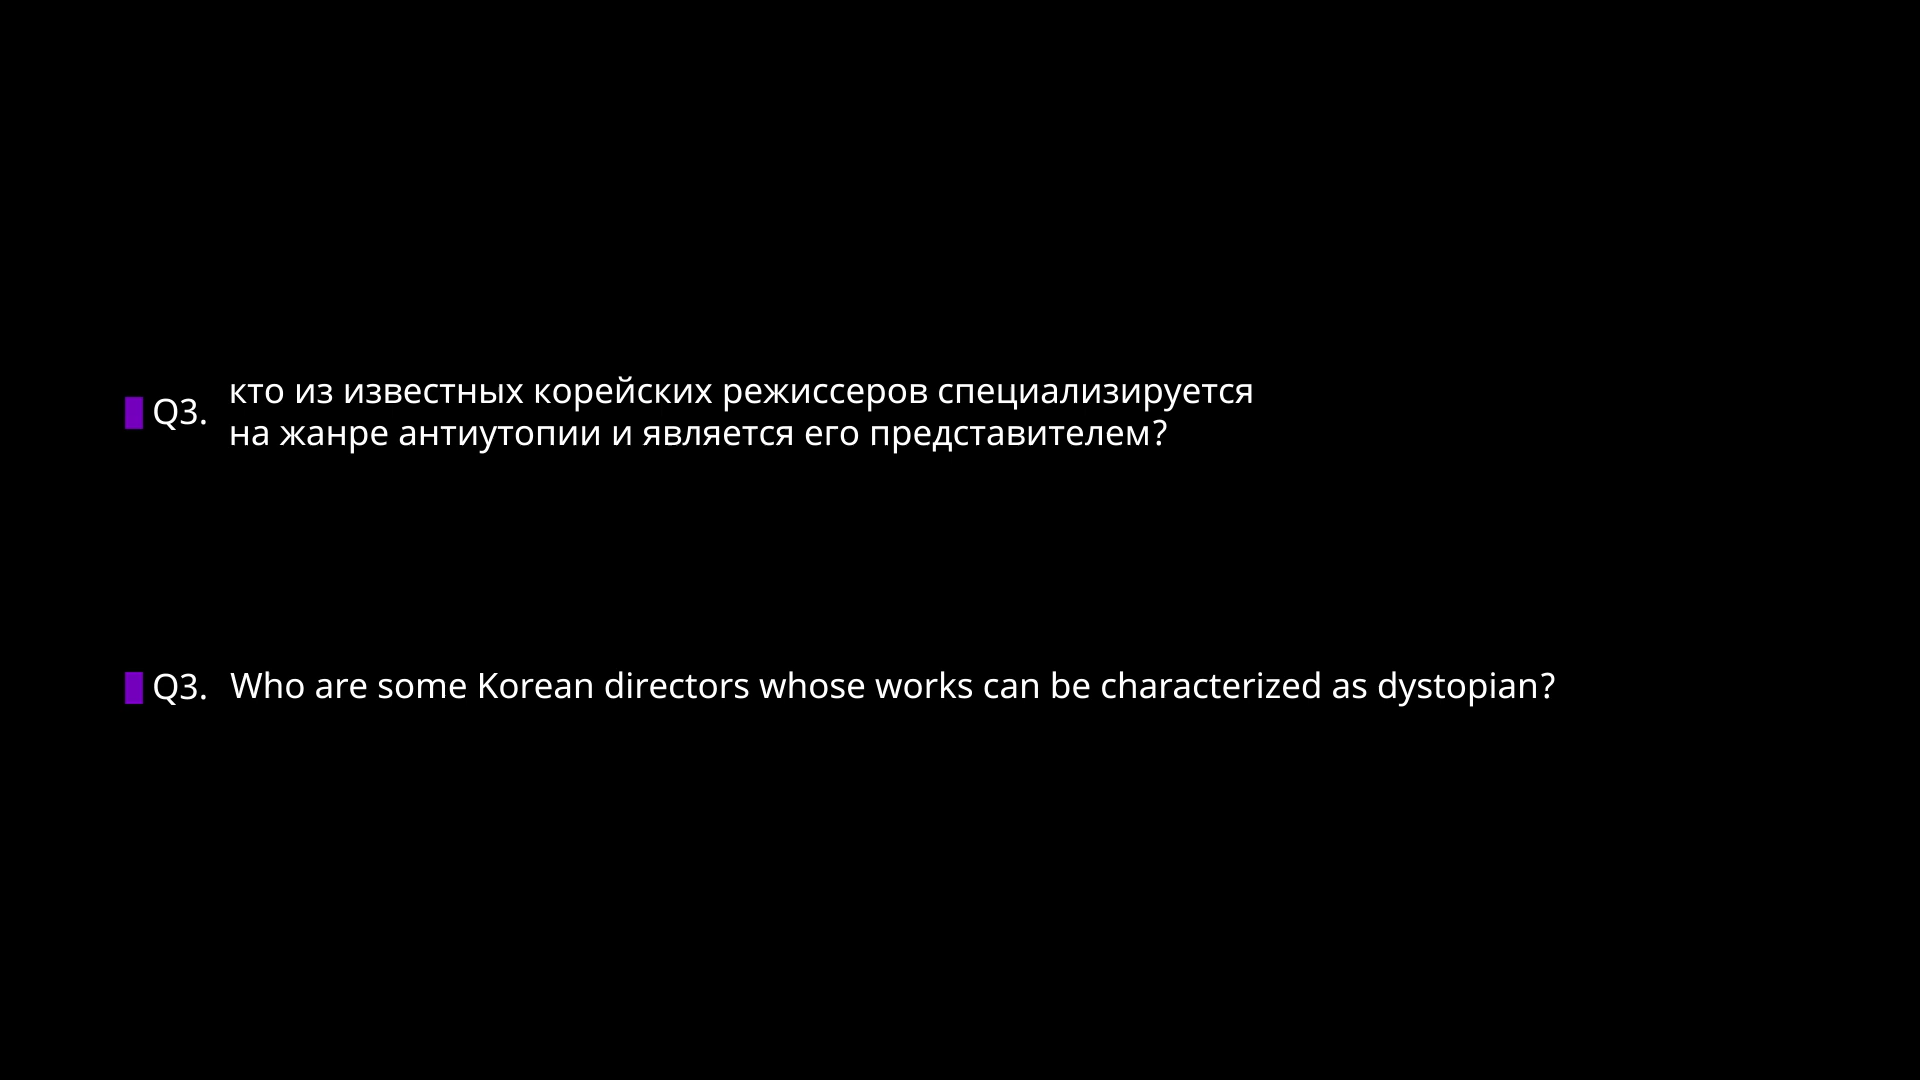 Q3. кто из известных корейских режиссеров специализируется
на жанре антиутопии и является его представителем?
Q3. Who are some Korean directors whose works can be characterized as dystopian?